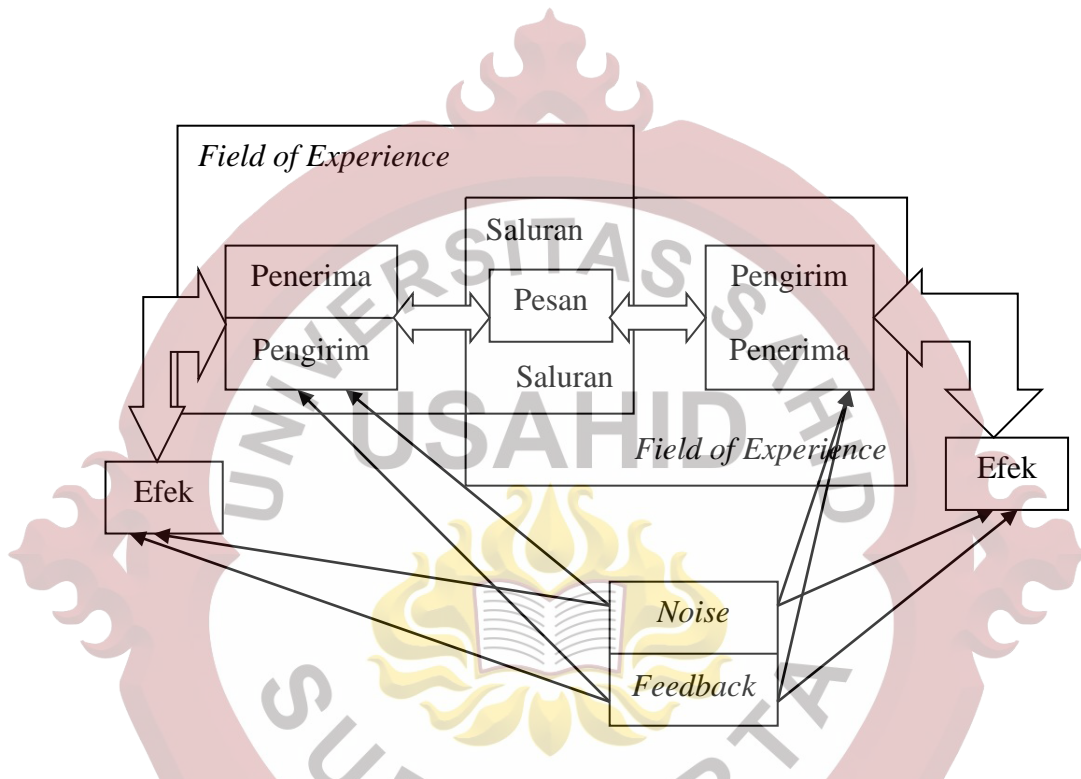 Field of Experience
Saluran
Penerima
Pengirim
Pesan
Pengirim
Penerima
Saluran
Field of Experience
Efek
Efek
Noise
Feedback
UNIVERSITAS SAHID
USAHID